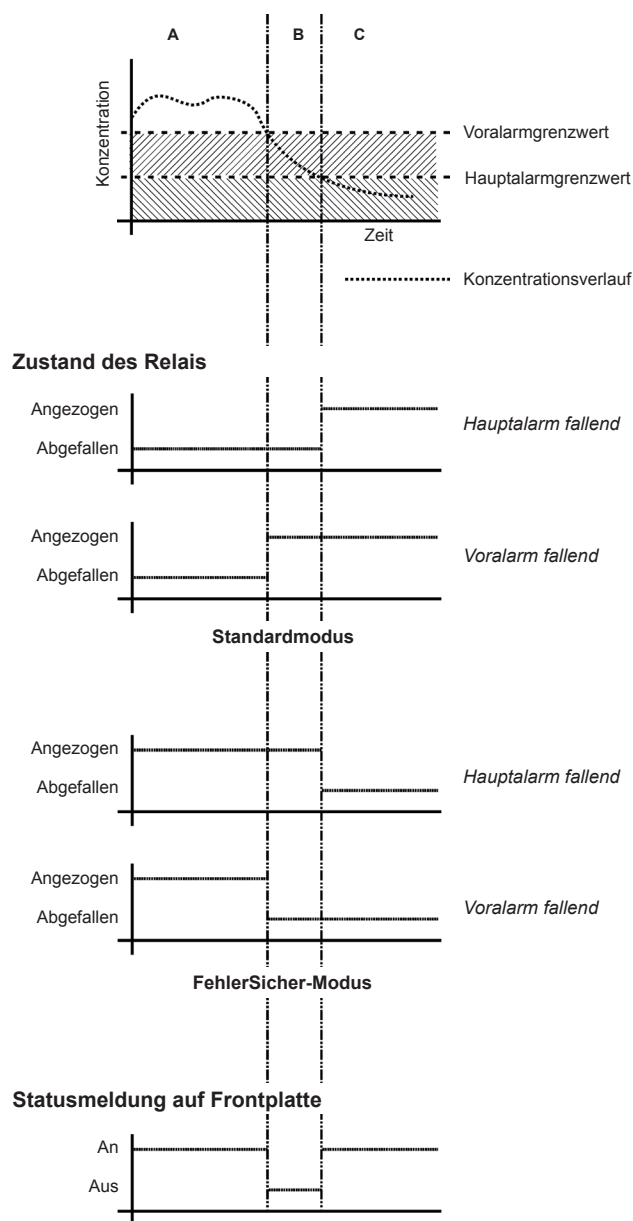 A
B
C
Konzentration
Voralarmgrenzwert
Hauptalarmgrenzwert
Zeit
Konzentrationsverlauf
Zustand des Relais
Angezogen
Hauptalarm fallend
Abgefallen
Angezogen
Voralarm fallend
Abgefallen
Standardmodus
Angezogen
Hauptalarm fallend
Abgefallen
Angezogen
Voralarm fallend
Abgefallen
FehlerSicher-Modus
Statusmeldung auf Frontplatte
An
Aus